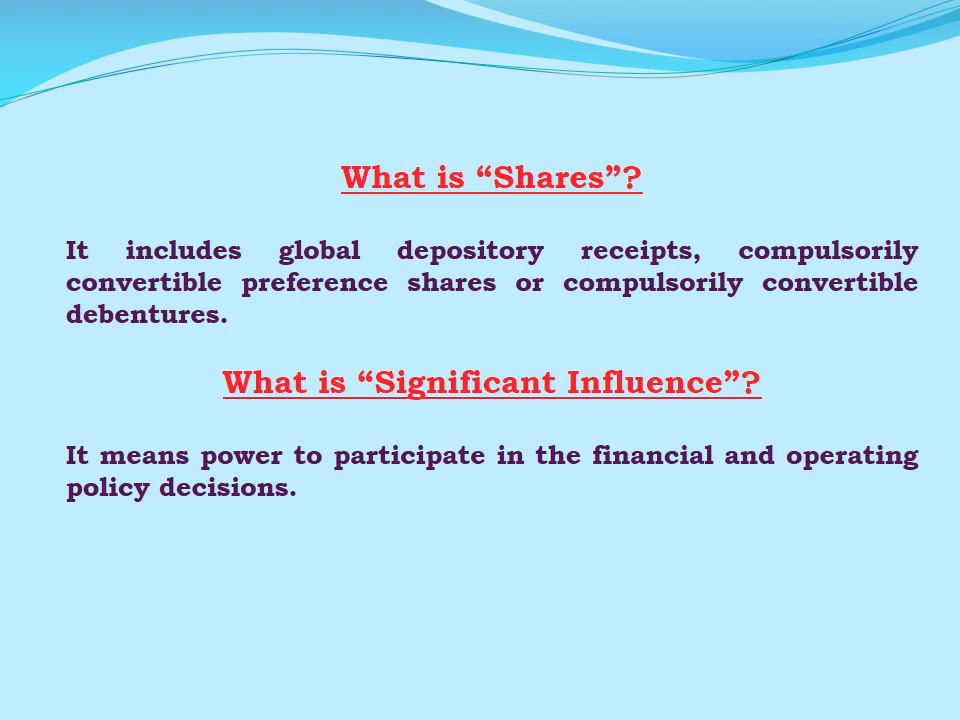 What is “Shares”?
It includes global depository receipts, compulsorily
convertible preference shares or compulsorily convertible
debentures.
What is “Significant Influence”?
It means power to participate in the financial and operating
policy decisions.